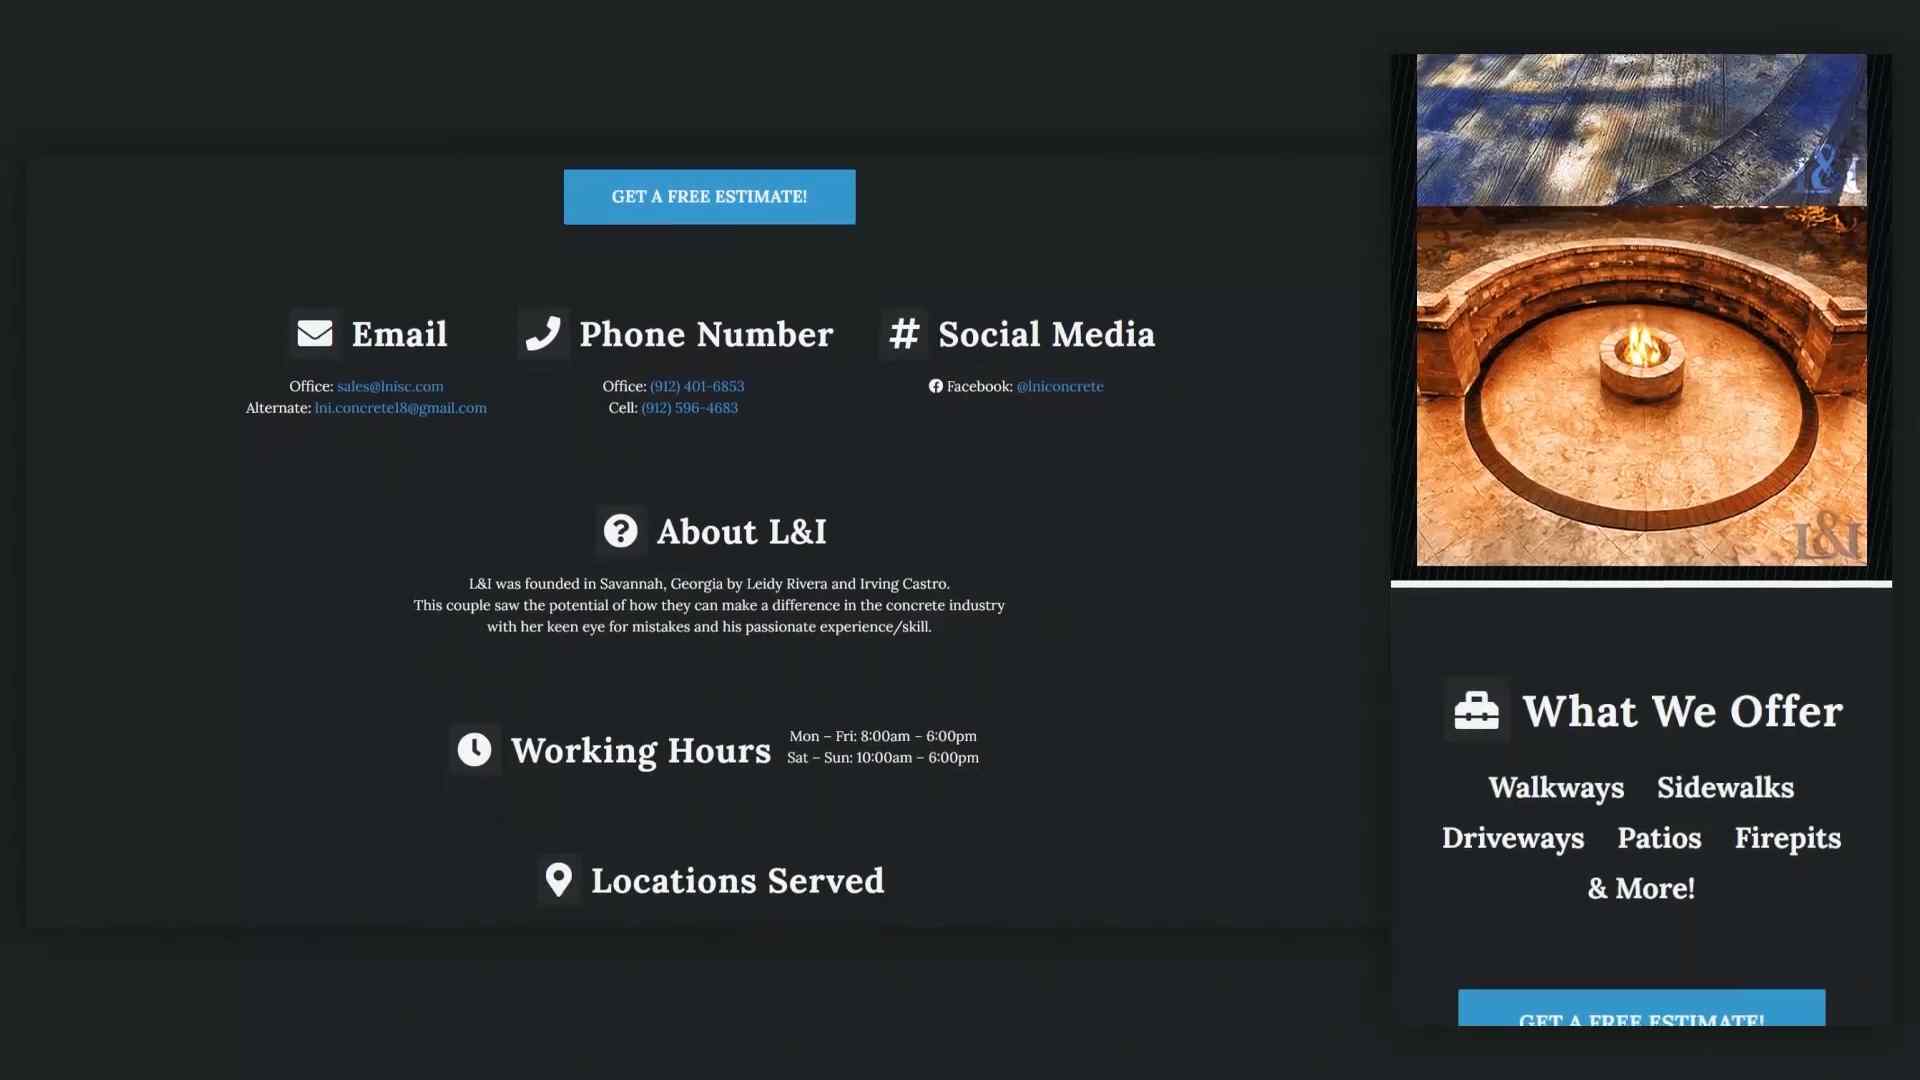 GET A FREE ESTIMATE!
Email
Office: sales@lnisc.com
Alternate: lni.concrete18@gmail.com
Phone Number
Office: (912) 401-6853
Cell: (912) 596-4683
# Social Media
Facebook: @lniconcrete
About L&I
L&I was founded in Savannah, Georgia by Leidy Rivera and Irving Castro.
This couple saw the potential of how they can make a difference in the concrete industry
with her keen eye for mistakes and his passionate experience/skill.
Working Hours
Mon – Fri: 8:00am – 6:00pm
Sat – Sun: 10:00am – 6:00pm
Locations Served
L&I
L&I
What We Offer
Walkways Sidewalks
Driveways Patios Firepits
& More!
GET A FREE ESTIMATE!